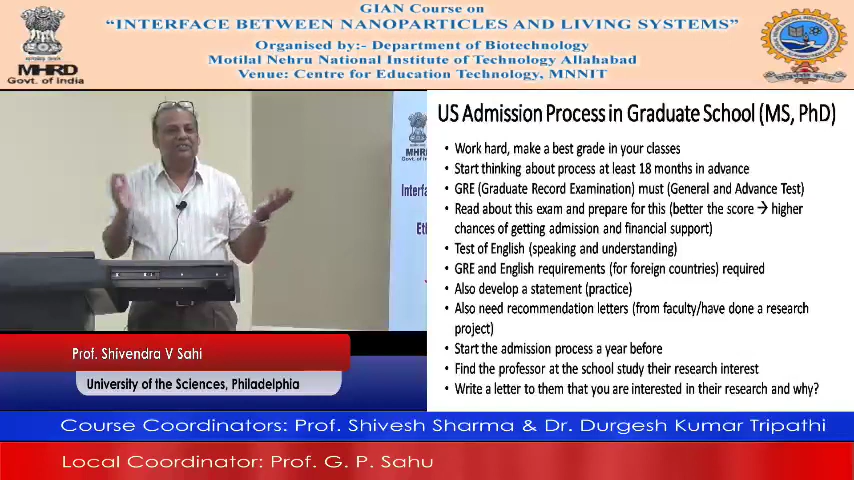 GIAN Course on
"INTERFACE BETWEEN NANOPARTICLES AND LIVING SYSTEMS"
Organised by:- Department of Biotechnology
Motilal Nehru National Institute of Technology Allahabad
Venue: Centre for Education Technology, MNNIT
MHRD
Govt. of India
US Admission Process in Graduate School (MS, PhD)
• Work hard, make a best grade in your classes
• Start thinking about process at least 18 months in advance
• GRE (Graduate Record Examination) must (General and Advance Test)
• Read about this exam and prepare for this (better the score → higher
chances of getting admission and financial support)
• Test of English (speaking and understanding)
• GRE and English requirements (for foreign countries) required
• Also develop a statement (practice)
• Also need recommendation letters (from faculty/have done a research
project)
• Start the admission process a year before
• Find the professor at the school study their research interest
• Write a letter to them that you are interested in their research and why?
MHR
Govt. of I
Interfa
Eth
Prof. Shivendra V Sahi
University of the Sciences, Philadelphia
Course Coordinators: Prof. Shivesh Sharma & Dr. Durgesh Kumar Tripathi
Local Coordinator: Prof. G. P. Sahu